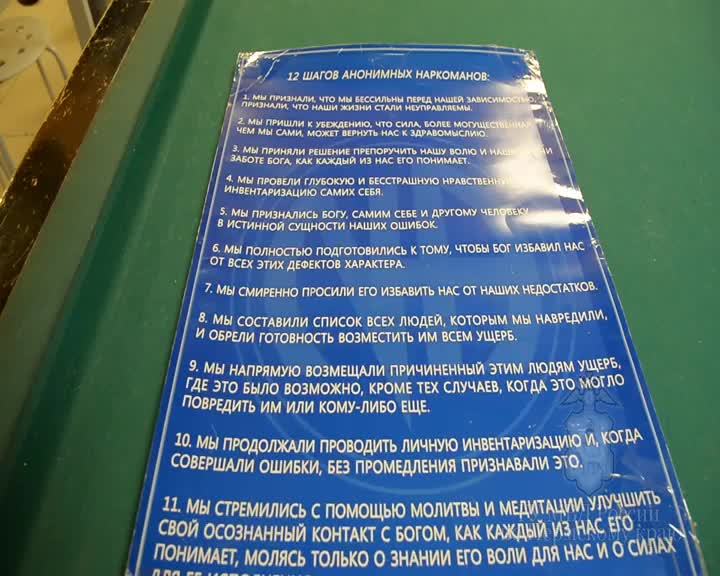 12 ШАГОВ АНОНИМНЫХ НАРКОМАНОВ:
1. МЫ ПРИЗНАЛИ, ЧТО МЫ БЕССИЛЬНЫ ПЕРЕД НАШЕЙ ЗАВИСИМОСТЬЮ,
ПРИЗНАЛИ, ЧТО НАШИ ЖИЗНИ СТАЛИ НЕУПРАВЛЯЕМЫ.
2. МЫ ПРИШЛИ К УБЕЖДЕНИЮ, ЧТО СИЛА, БОЛЕЕ МОГУЩЕСТВЕННАЯ
ЧЕМ МЫ САМИ, МОЖЕТ ВЕРНУТЬ НАС К ЗДРАВОМЫСЛИЮ.
3. МЫ ПРИНЯЛИ РЕШЕНИЕ ПРЕПОРУЧИТЬ НАШУ ВОЛЮ И
ЗАБОТЕ БОГА, КАК КАЖДЫЙ ИЗ НАС ЕГО ПОНИМАЕТ.
4. МЫ ПРОВЕЛИ ГЛУБОКУЮ И БЕССТРАШНУЮ
ИНВЕНТАРИЗАЦИЮ САМИХ СЕБЯ.
5. МЫ ПРИЗНАЛИСЬ БОГУ, САМИМ СЕБЕ И ДРУГОМУ ЧЕЛОВЕКУ
В ИСТИННОЙ СУЩНОСТИ НАШИХ ОШИБОК.
6. МЫ ПОЛНОСТЬЮ ПОДГОТОВИЛИСЬ К ТОМУ, ЧТОБЫ БОГ ИЗБАВИЛ НАС
ОТ ВСЕХ ЭТИХ ДЕФЕКТОВ ХАРАКТЕРА.
7. МЫ СМИРЕННО ПРОСИЛИ ЕГО ИЗБАВИТЬ НАС ОТ НАШИХ НЕДОСТАТКОВ.
8. МЫ СОСТАВИЛИ СПИСОК ВСЕХ ЛЮДЕЙ, КОТОРЫМ МЫ НАВРЕДИЛИ,
И ОБРЕЛИ ГОТОВНОСТЬ ВОЗМЕСТИТЬ ИМ ВСЕМ УЩЕРБ.
9. МЫ НАПРЯМУЮ ВОЗМЕЩАЛИ ПРИЧИНЕННЫЙ ЭТИМ ЛЮДЯМ УЩЕРБ,
ГДЕ ЭТО БЫЛО ВОЗМОЖНО, КРОМЕ ТЕХ СЛУЧАЕВ, КОГДА ЭТО МОГЛО
ПОВРЕДИТЬ ИМ ИЛИ КОМУ-ЛИБО ЕЩЕ.
10. МЫ ПРОДОЛЖАЛИ ПРОВОДИТЬ ЛИЧНУЮ ИНВЕНТАРИЗАЦИЮ И, КОГДА
СОВЕРШАЛИ ОШИБКИ, БЕЗ ПРОМЕДЛЕНИЯ ПРИЗНАВАЛИ ЭТО.
11. МЫ СТРЕМИЛИСЬ С ПОМОЩЬЮ МОЛИТВЫ И МЕДИТАЦИИ УЛУЧШИТЬ
СВОЙ ОСОЗНАННЫЙ КОНТАКТ С БОГОМ, КАК КАЖДЫЙ ИЗ НАС ЕГО
ПОНИМАЕТ, МОЛЯСЬ ТОЛЬКО О ЗНАНИИ ЕГО ВОЛИ ДЛЯ НАС И О СИЛАХ